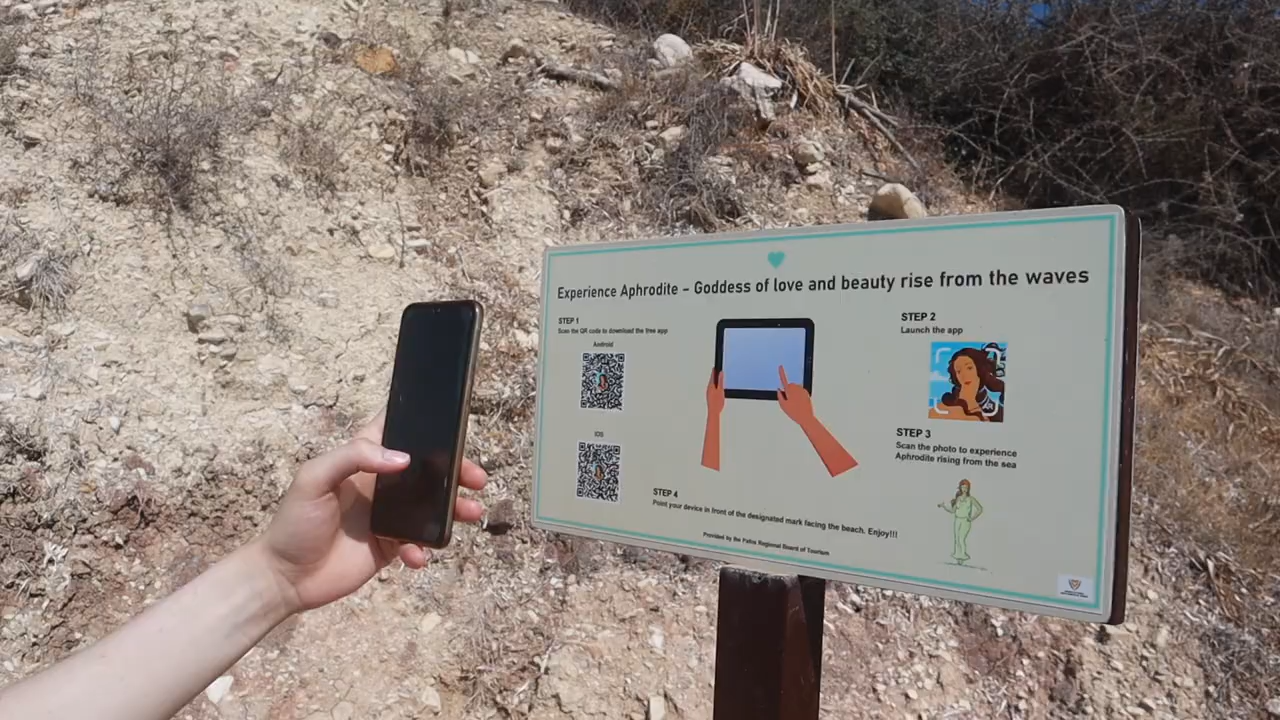 Experience Aphrodite – Goddess of love and beauty rise from the waves
STEP 1
Scan the QR code to download the free app
Android
iOS
STEP 2
Launch the app
AR
STEP 3
Scan the photo to experience
Aphrodite rising from the sea
STEP 4
Point your device in front of the designated mark facing the beach. Enjoy!!!
Provided by the Pafos Regional Board of Tourism